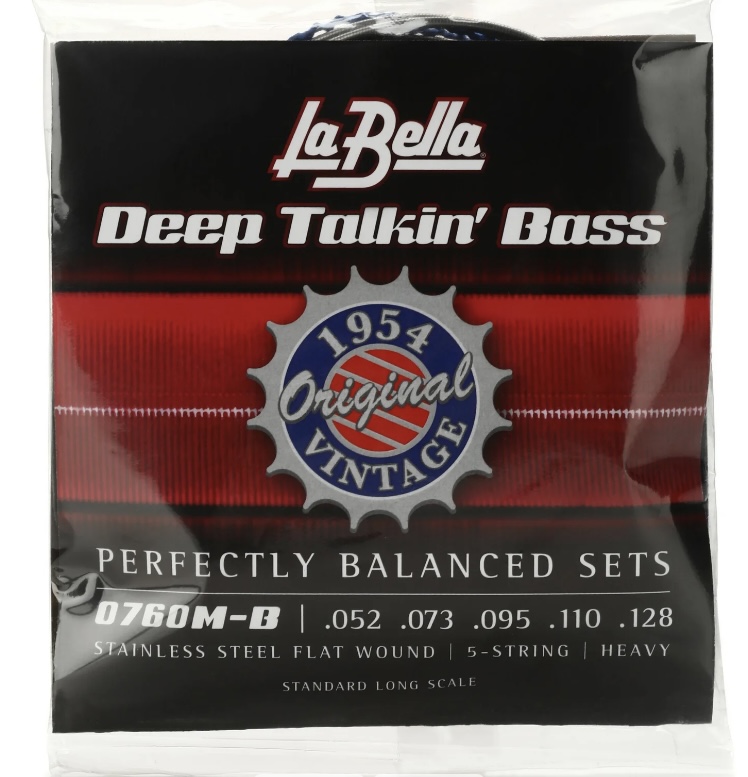 La Bella®
Deep Talkin' Bass
1954
Original
VINTAGE
PERFECTLY BALANCED SETS
0760M-B | .052 .073 .095 .110 .128
STAINLESS STEEL FLAT WOUND | 5-STRING | HEAVY
STANDARD LONG SCALE